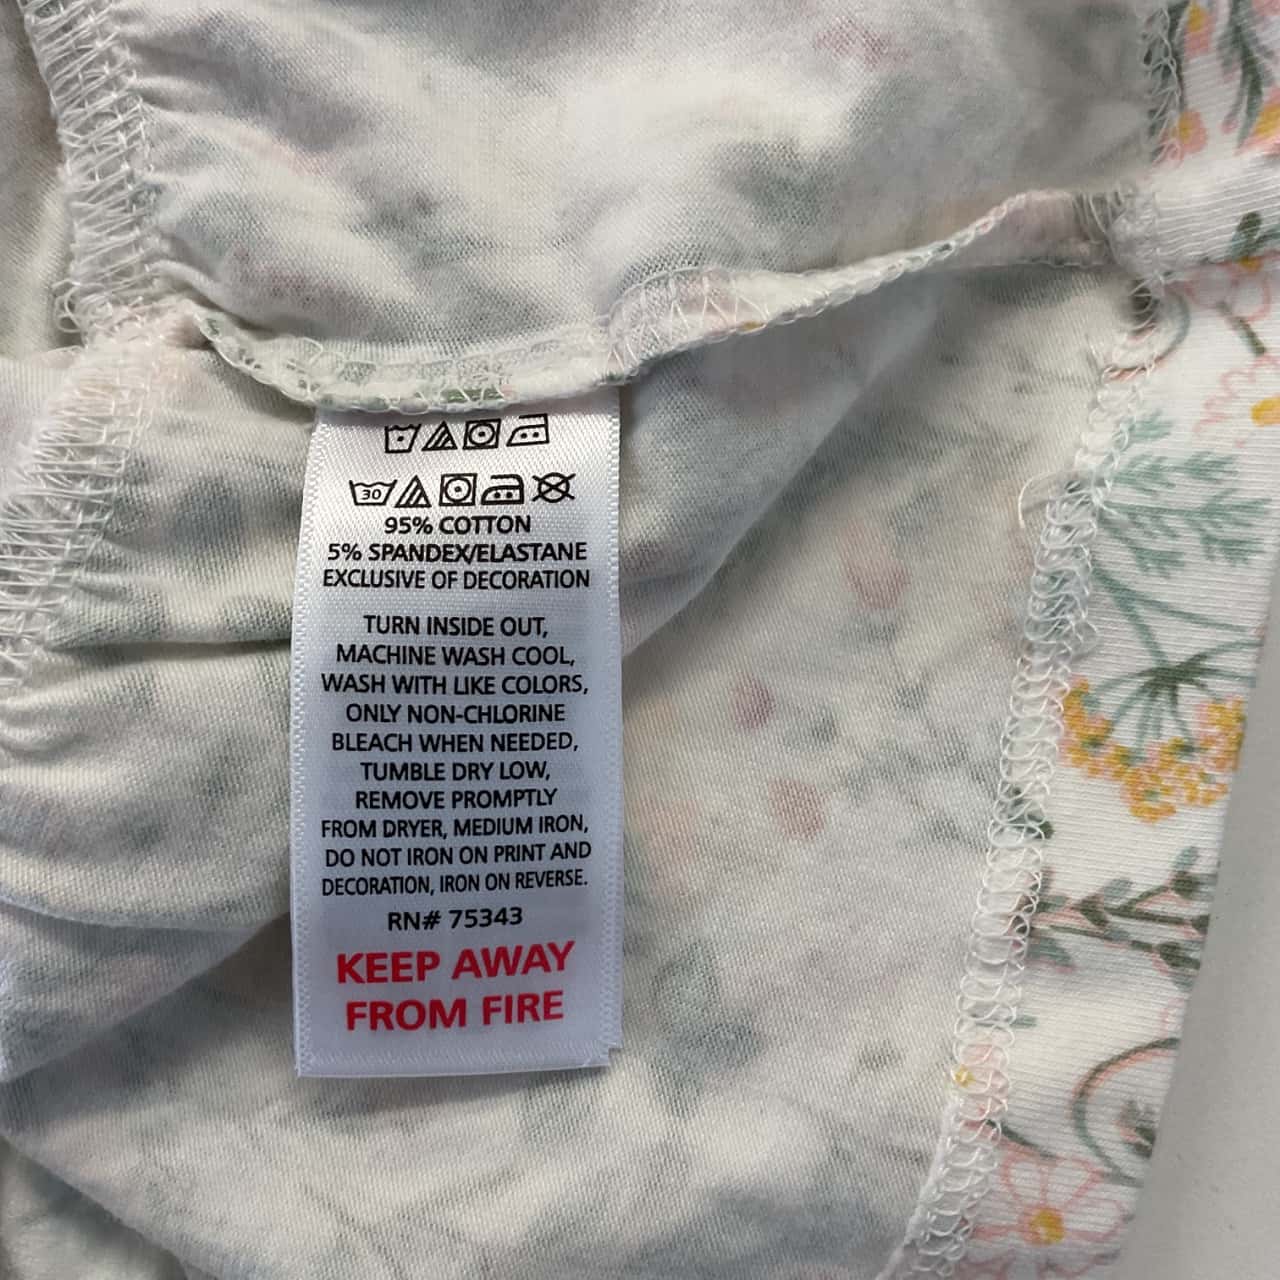 30
95% COTTON
5% SPANDEX/ELASTANE
EXCLUSIVE OF DECORATION
TURN INSIDE OUT,
MACHINE WASH COOL,
WASH WITH LIKE COLORS,
ONLY NON-CHLORINE
BLEACH WHEN NEEDED,
TUMBLE DRY LOW,
REMOVE PROMPTLY
FROM DRYER, MEDIUM IRON,
DO NOT IRON ON PRINT AND
DECORATION, IRON ON REVERSE.
RN# 75343
KEEP AWAY
FROM FIRE